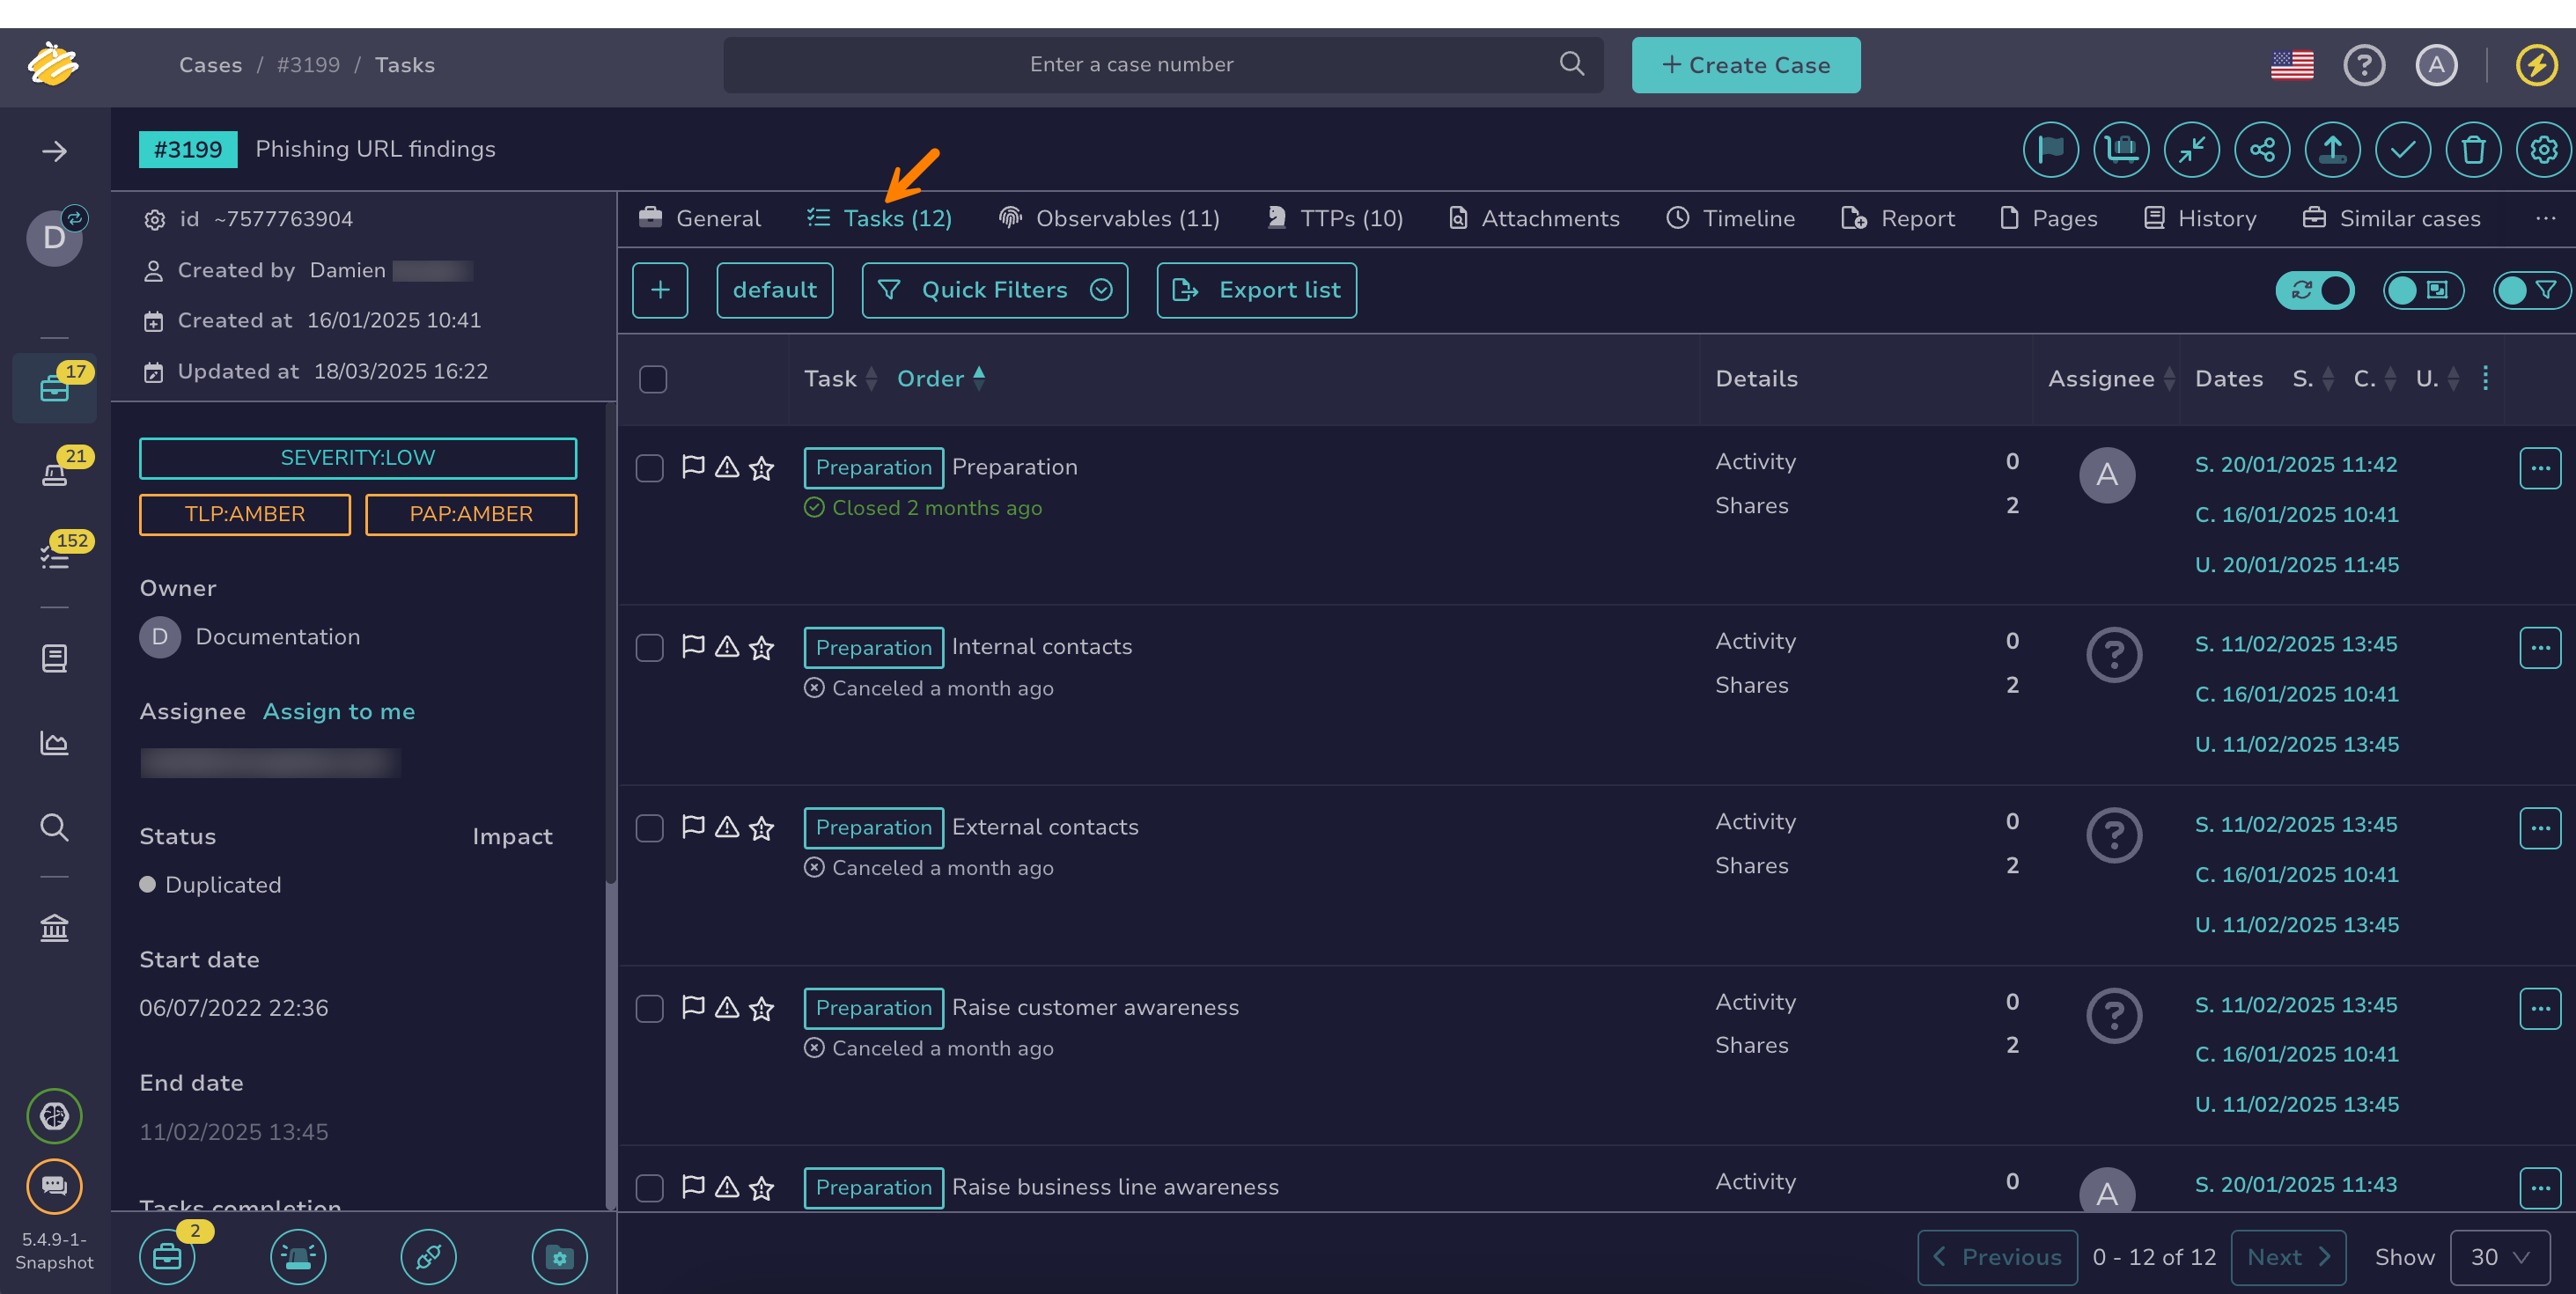 Cases / #3199 / Tasks
Enter a case number
+ Create Case
A
#3199 Phishing URL findings
D
id ~7577763904
Created by Damien
Created at 16/01/2025 10:41
Updated at 18/03/2025 16:22
17
21
152
SEVERITY:LOW
TLP:AMBER PAP:AMBER
Owner
D Documentation
Assignee Assign to me
Status Impact
Duplicated
Start date
06/07/2022 22:36
End date
11/02/2025 13:45
Tasks completion
2
5.4.9-1-
Snapshot
General Tasks (12) Observables (11) TTPs (10) Attachments Timeline Report Pages History Similar cases ...
+ default Quick Filters Export list
Task Order Details Assignee Dates S. C. U.
Preparation Preparation
Closed 2 months ago
Activity 0
Shares 2
A
S. 20/01/2025 11:42
C. 16/01/2025 10:41
U. 20/01/2025 11:45
Preparation Internal contacts
Canceled a month ago
Activity 0
Shares 2
?
S. 11/02/2025 13:45
C. 16/01/2025 10:41
U. 11/02/2025 13:45
Preparation External contacts
Canceled a month ago
Activity 0
Shares 2
?
S. 11/02/2025 13:45
C. 16/01/2025 10:41
U. 11/02/2025 13:45
Preparation Raise customer awareness
Canceled a month ago
Activity 0
Shares 2
?
S. 11/02/2025 13:45
C. 16/01/2025 10:41
U. 11/02/2025 13:45
Preparation Raise business line awareness
Activity 0
A
S. 20/01/2025 11:43
Previous 0 - 12 of 12 Next Show 30